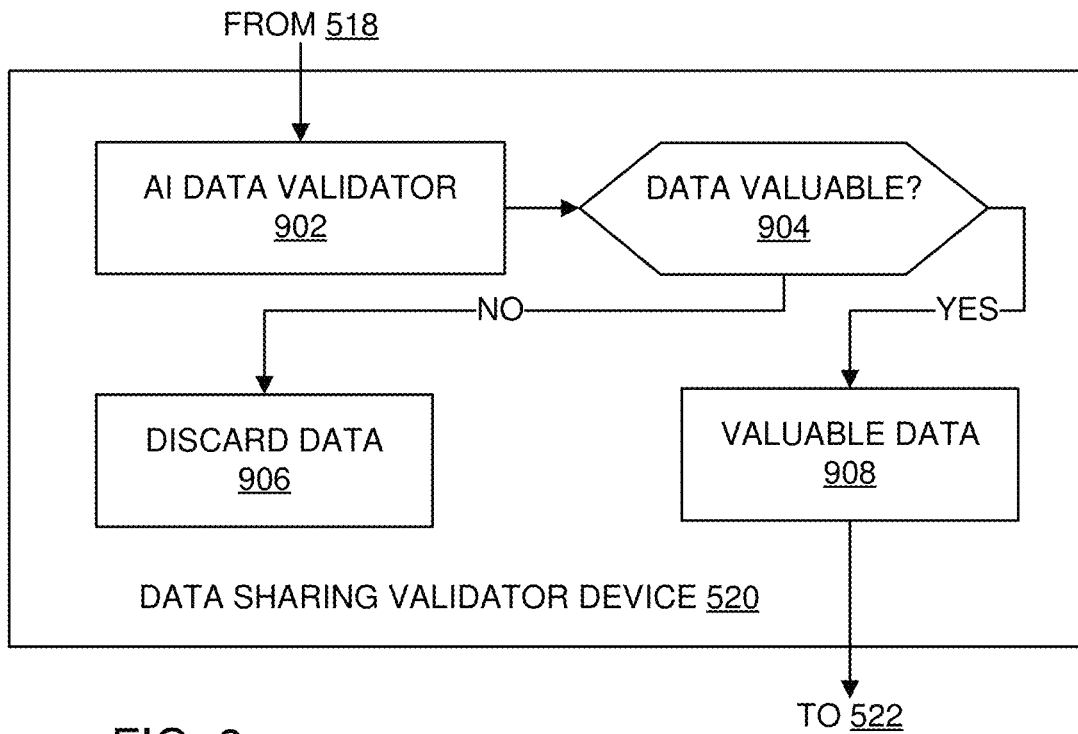 FROM 518
AI DATA VALIDATOR
902
DATA VALUABLE?
904
NO
YES
DISCARD DATA
906
VALUABLE DATA
908
DATA SHARING VALIDATOR DEVICE 520
TO 522
FIG.